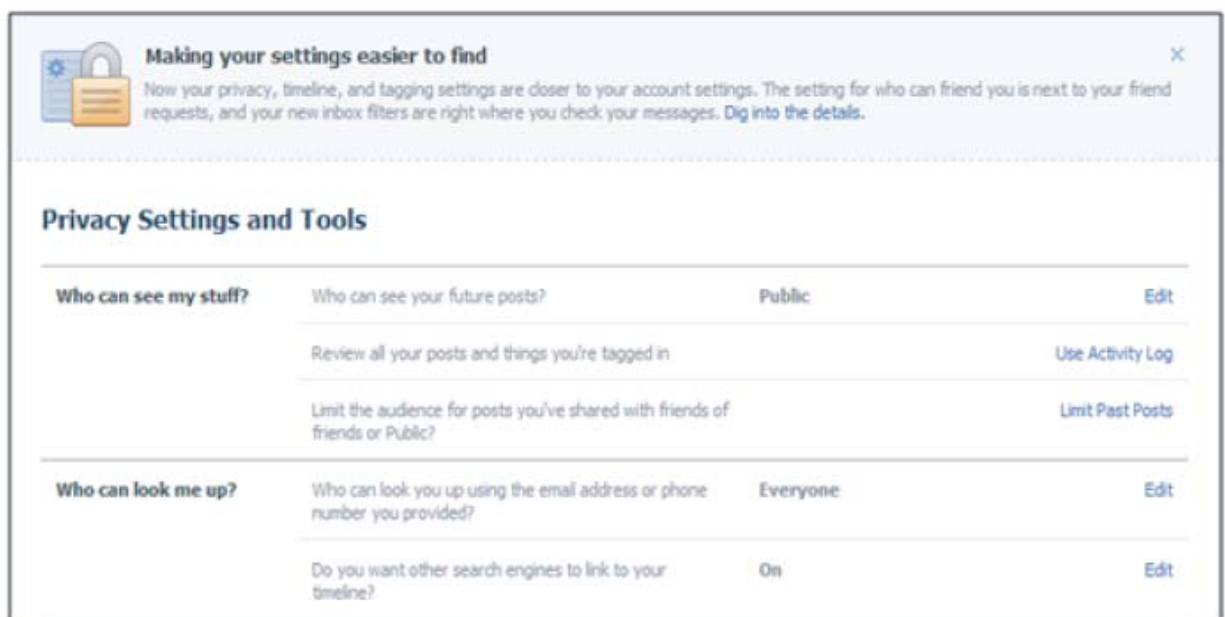 Making your settings easier to find
Now your privacy, timeline, and tagging settings are closer to your account settings. The setting for who can friend you is next to your friend
requests, and your new inbox filters are right where you check your messages. Dig into the details.
Privacy Settings and Tools
Who can see my stuff? Who can see your future posts? Public Edit
Review all your posts and things you're tagged in Use Activity Log
Limit the audience for posts you've shared with friends of
friends or Public? Limit Past Posts
Who can look me up? Who can look you up using the email address or phone
number you provided? Everyone Edit
Do you want other search engines to link to your
timeline? On Edit